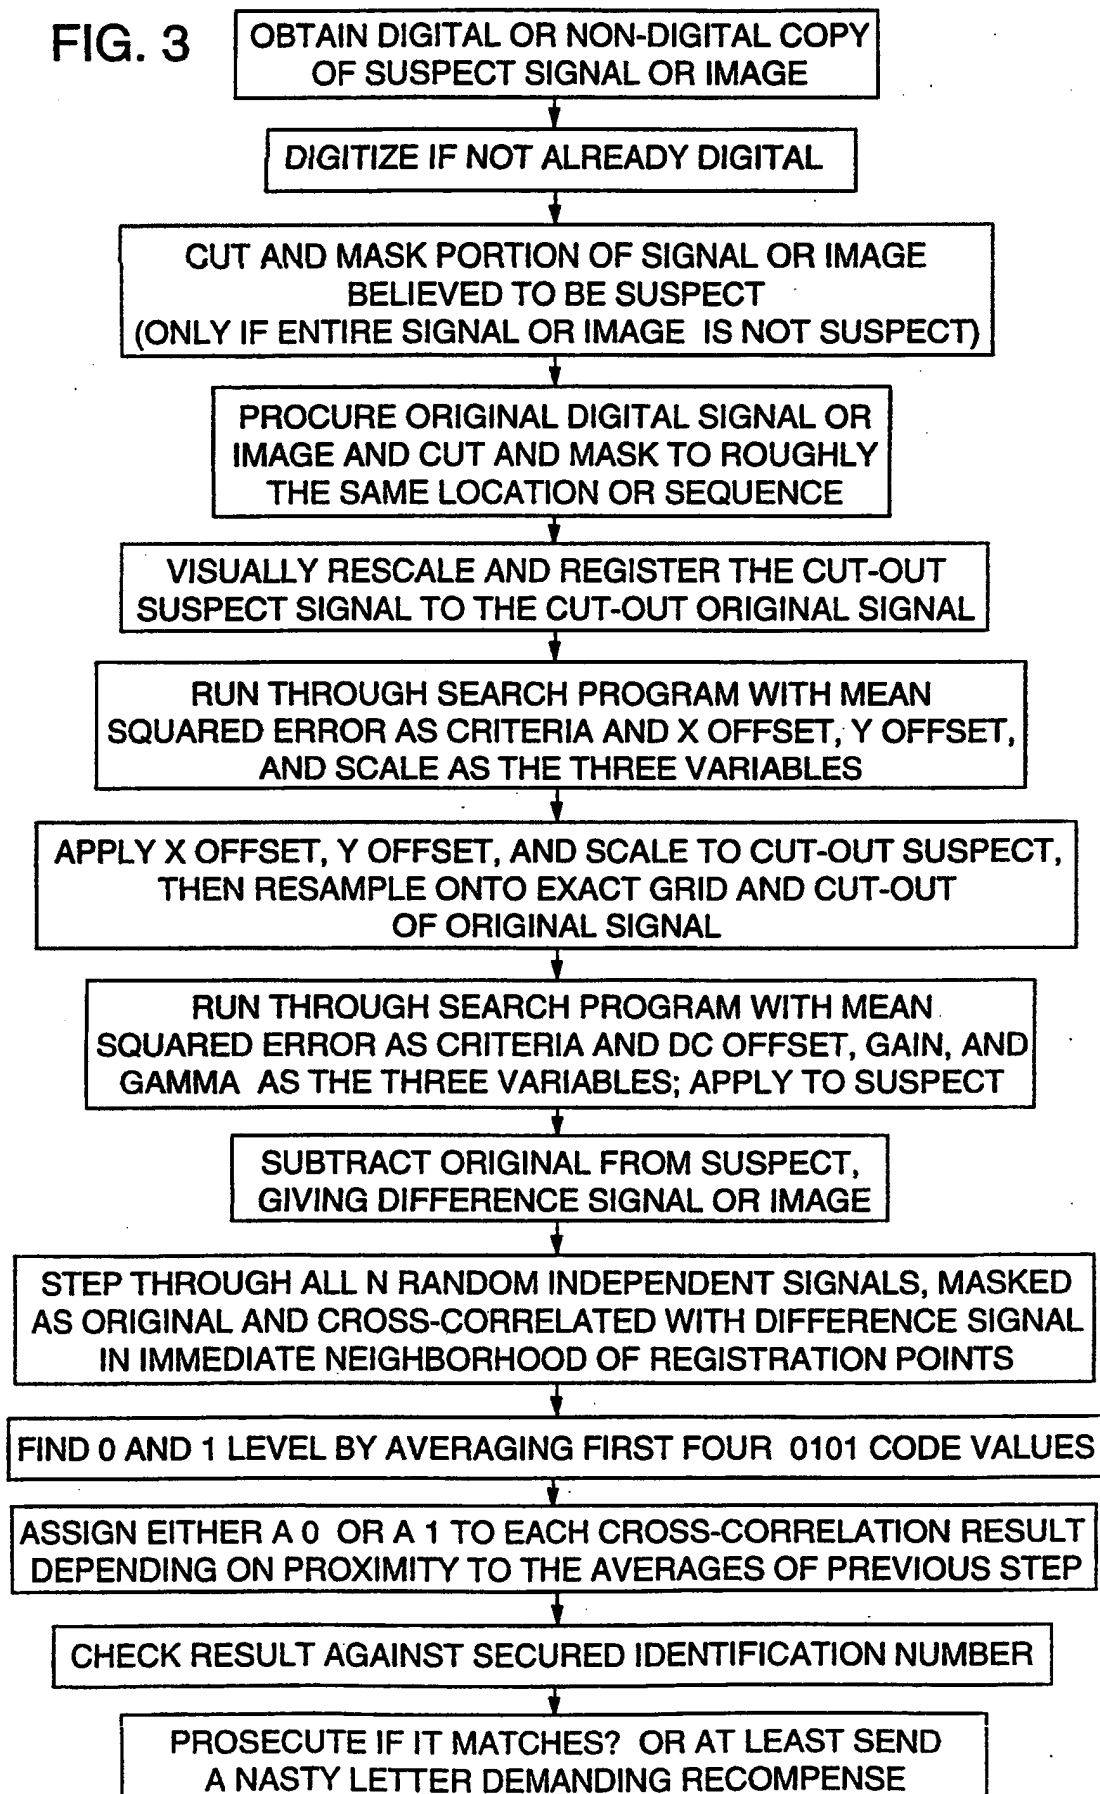 FIG. 3
OBTAIN DIGITAL OR NON-DIGITAL COPY
OF SUSPECT SIGNAL OR IMAGE
DIGITIZE IF NOT ALREADY DIGITAL
CUT AND MASK PORTION OF SIGNAL OR IMAGE
BELIEVED TO BE SUSPECT
(ONLY IF ENTIRE SIGNAL OR IMAGE IS NOT SUSPECT)
PROCURE ORIGINAL DIGITAL SIGNAL OR
IMAGE AND CUT AND MASK TO ROUGHLY
THE SAME LOCATION OR SEQUENCE
VISUALLY RESCALE AND REGISTER THE CUT-OUT
SUSPECT SIGNAL TO THE CUT-OUT ORIGINAL SIGNAL
RUN THROUGH SEARCH PROGRAM WITH MEAN
SQUARED ERROR AS CRITERIA AND X OFFSET, Y OFFSET,
AND SCALE AS THE THREE VARIABLES
APPLY X OFFSET, Y OFFSET, AND SCALE TO CUT-OUT SUSPECT,
THEN RESAMPLE ONTO EXACT GRID AND CUT-OUT
OF ORIGINAL SIGNAL
RUN THROUGH SEARCH PROGRAM WITH MEAN
SQUARED ERROR AS CRITERIA AND DC OFFSET, GAIN, AND
GAMMA AS THE THREE VARIABLES; APPLY TO SUSPECT
SUBTRACT ORIGINAL FROM SUSPECT,
GIVING DIFFERENCE SIGNAL OR IMAGE
STEP THROUGH ALL N RANDOM INDEPENDENT SIGNALS, MASKED
AS ORIGINAL AND CROSS-CORRELATED WITH DIFFERENCE SIGNAL
IN IMMEDIATE NEIGHBORHOOD OF REGISTRATION POINTS
FIND 0 AND 1 LEVEL BY AVERAGING FIRST FOUR 0101 CODE VALUES
ASSIGN EITHER A 0 OR A 1 TO EACH CROSS-CORRELATION RESULT
DEPENDING ON PROXIMITY TO THE AVERAGES OF PREVIOUS STEP
CHECK RESULT AGAINST SECURED IDENTIFICATION NUMBER
PROSECUTE IF IT MATCHES? OR AT LEAST SEND
A NASTY LETTER DEMANDING RECOMPENSE